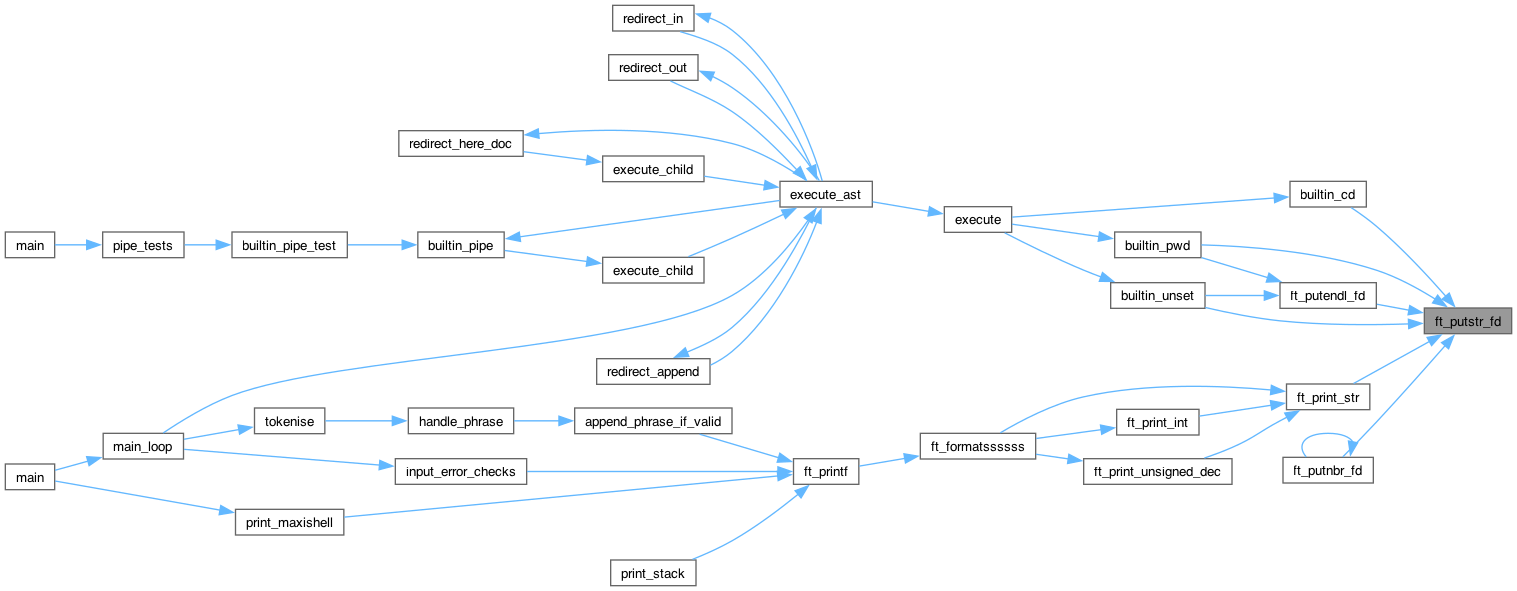 redirect_in
redirect_out
redirect_here_doc
execute_child
execute_ast
builtin_cd
execute
main
pipe_tests
builtin_pipe_test
builtin_pipe
builtin_pwd
execute_child
builtin_unset
ft_putendl_fd
ft_putstr_fd
redirect_append
ft_print_str
tokenise
handle_phrase
append_phrase_if_valid
ft_print_int
main_loop
ft_formatssssss
main
input_error_checks
ft_printf
ft_print_unsigned_dec
ft_putnbr_fd
print_maxishell
print_stack